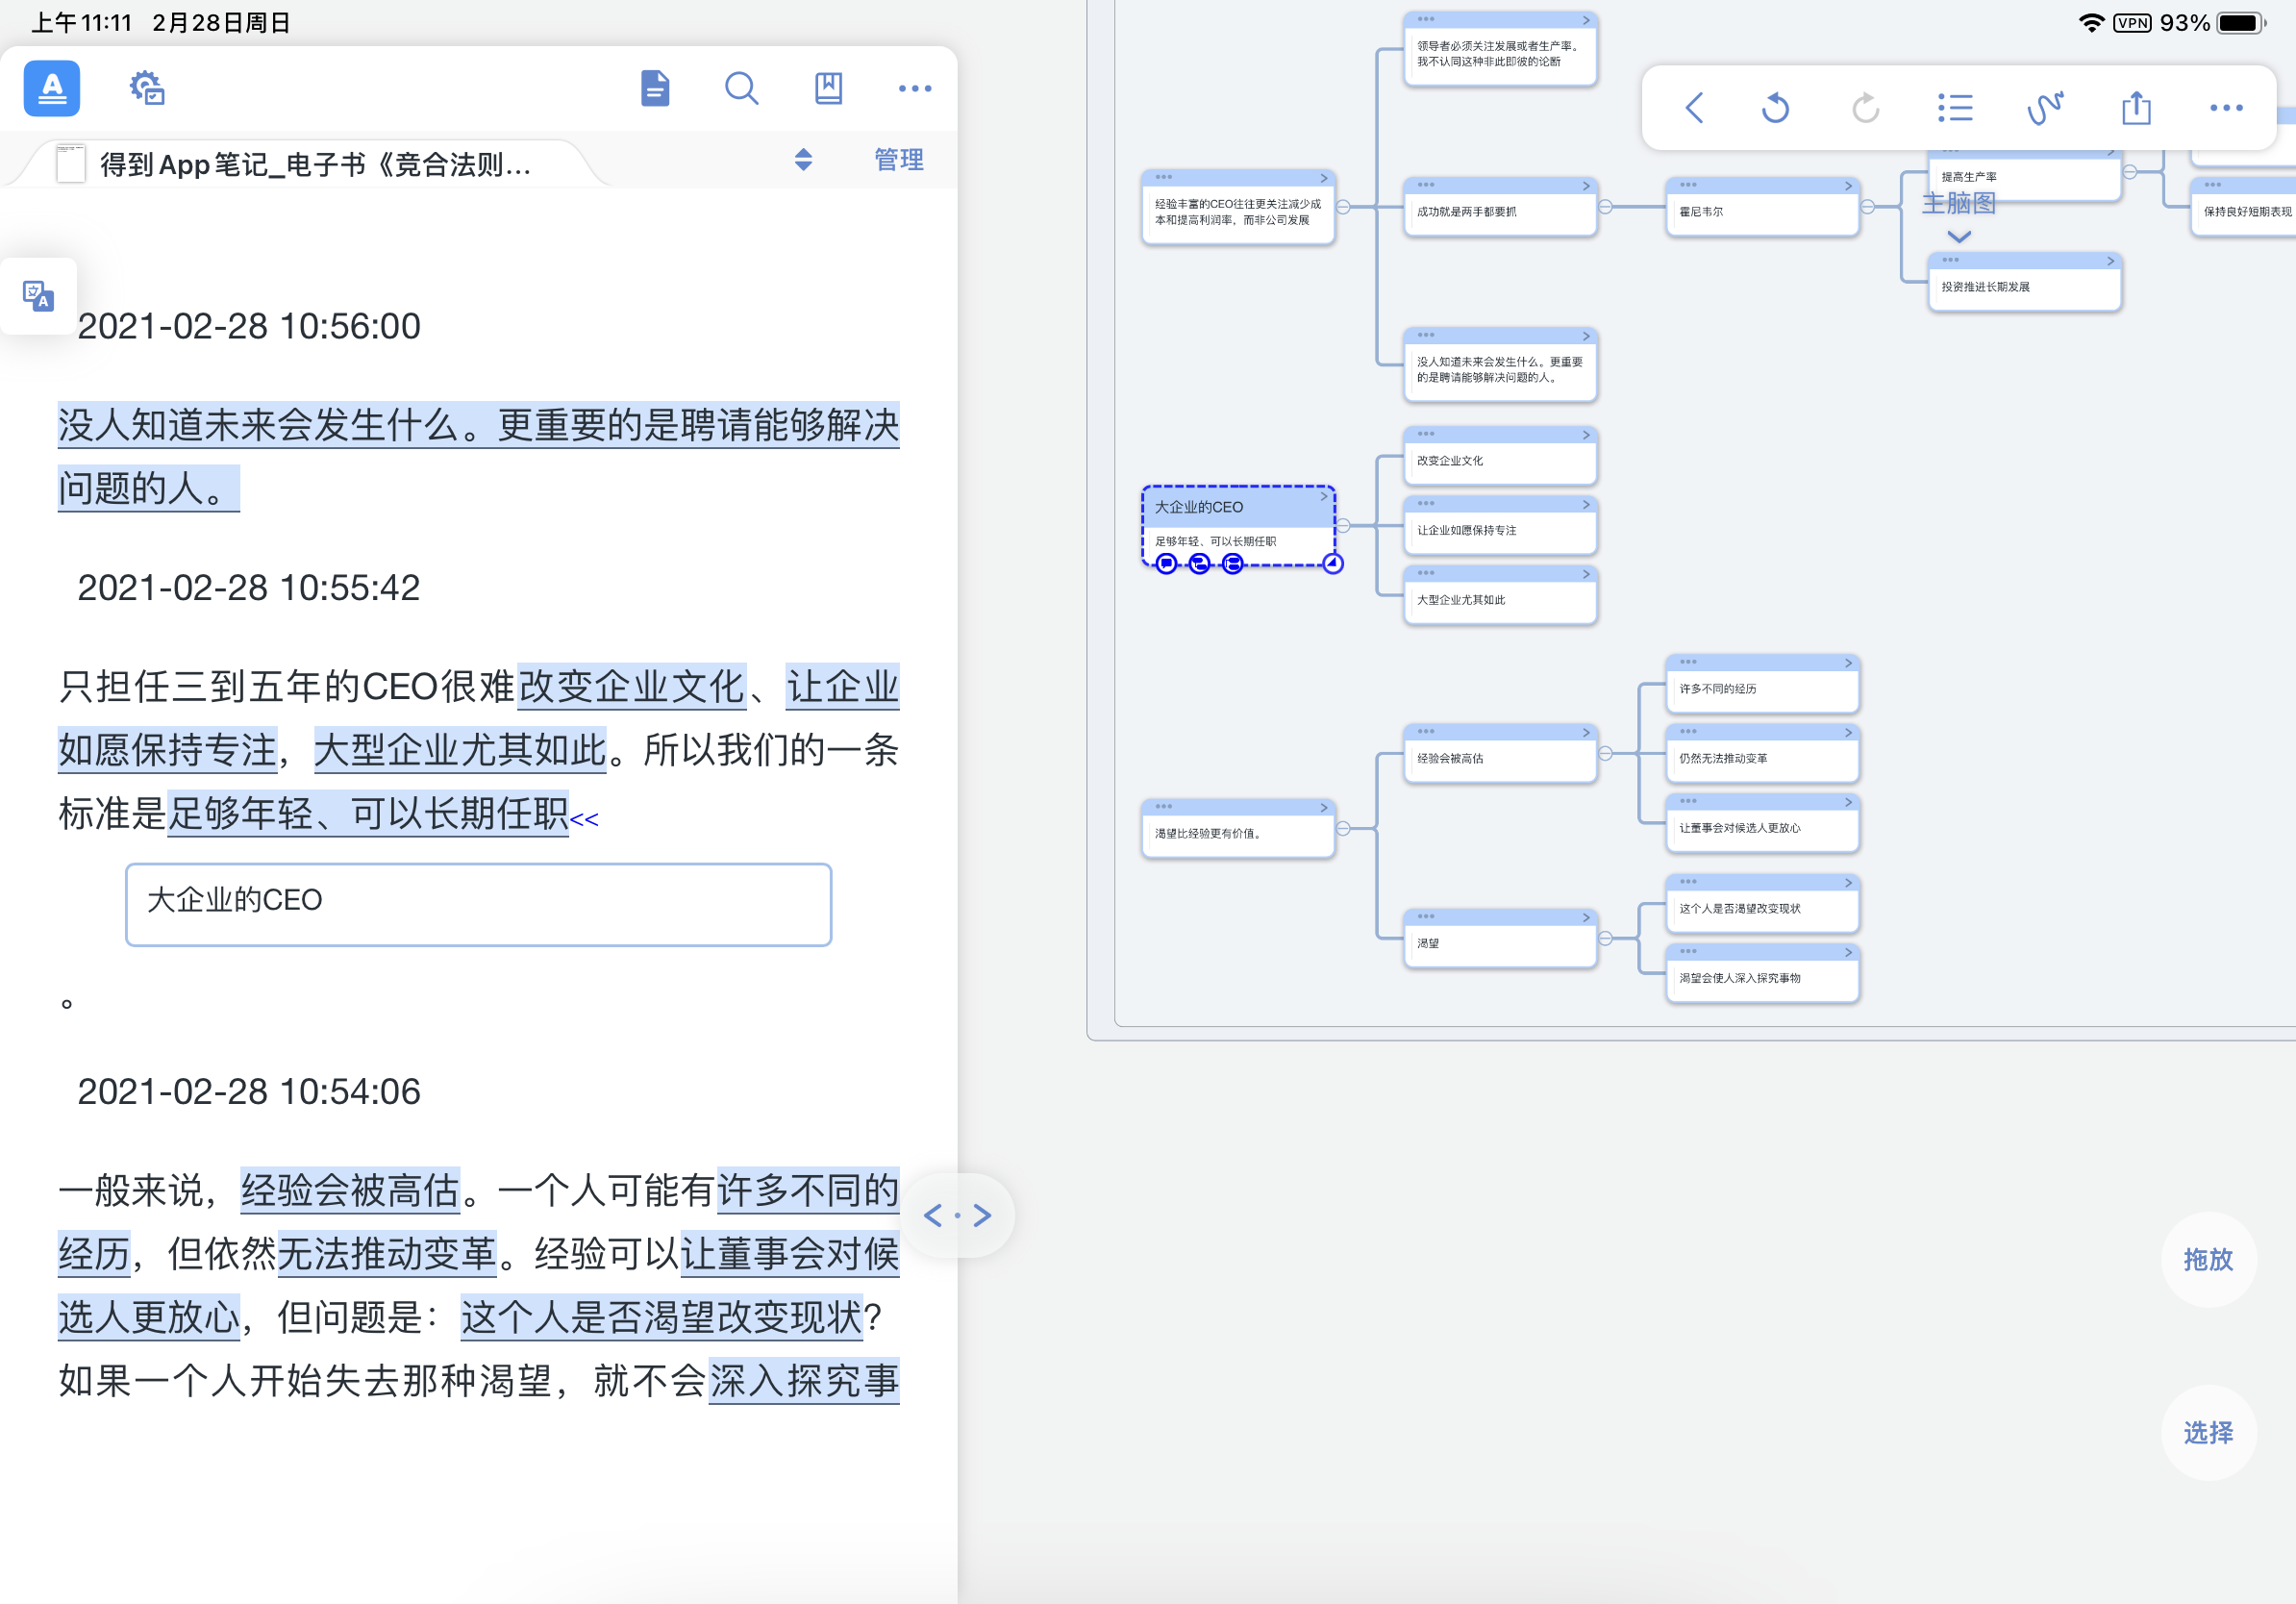 上午11:11 2月28日周日
VPN 93%
得到App笔记_电子书《竞合法则...
管理
2021-02-28 10:56:00
没人知道未来会发生什么。更重要的是聘请能够解决
问题的人。
2021-02-28 10:55:42
只担任三到五年的CEO很难改变企业文化、让企业
如愿保持专注，大型企业尤其如此。所以我们的一条
标准是足够年轻、可以长期任职<<
大企业的CEO
。
2021-02-28 10:54:06
一般来说，经验会被高估。一个人可能有许多不同的
经历，但依然无法推动变革。经验可以让董事会对候
选人更放心，但问题是：这个人是否渴望改变现状？
如果一个人开始失去那种渴望，就不会深入探究事
领导者必须关注发展或者生产率。
我不认同这种非此即彼的论断
经验丰富的CEO往往更关注减少成
本和提高利润率，而非公司发展
成功就是两手都要抓
霍尼韦尔
提高生产率
主脑图
保持良好短期表现
投资推进长期发展
没人知道未来会发生什么。更重要
的是聘请能够解决问题的人。
大企业的CEO
足够年轻、可以长期任职
改变企业文化
让企业如愿保持专注
大型企业尤其如此
渴望比经验更有价值。
经验会被高估
许多不同的经历
仍然无法推动变革
让董事会对候选人更放心
渴望
这个人是否渴望改变现状
渴望会使人深入探究事物
拖放
选择